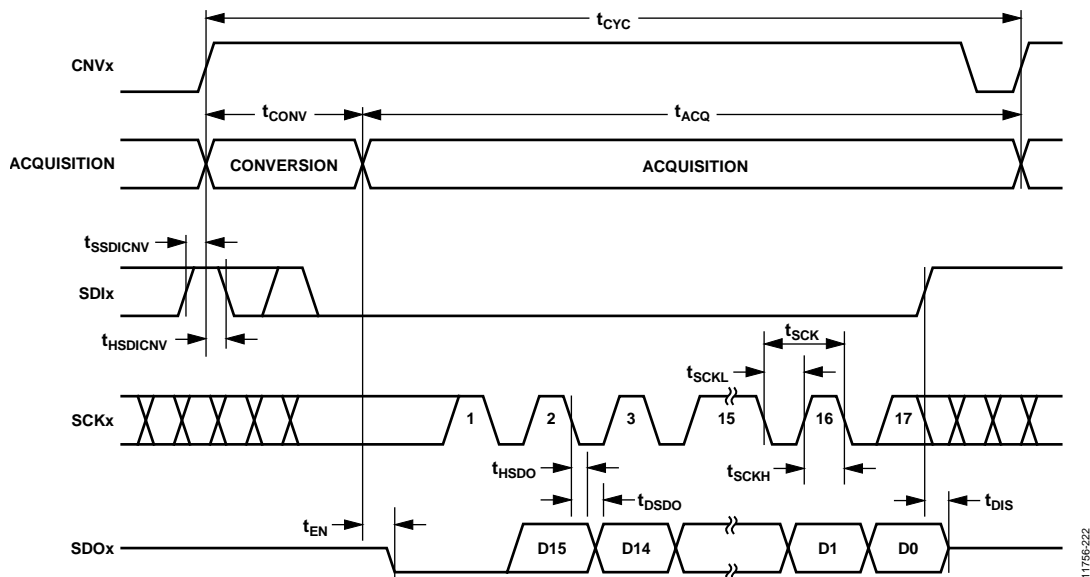 tCYC
CNVx
tCONV
tACQ
ACQUISITION
CONVERSION
ACQUISITION
tSSDICNV
SDIx
tHSDICNV
tSCK
tSCKL
SCKx
1
2
3
15
16
17
tHSDO
tDSDO
tSCKH
tDIS
tEN
SDOx
D15
D14
D1
D0
11756-222